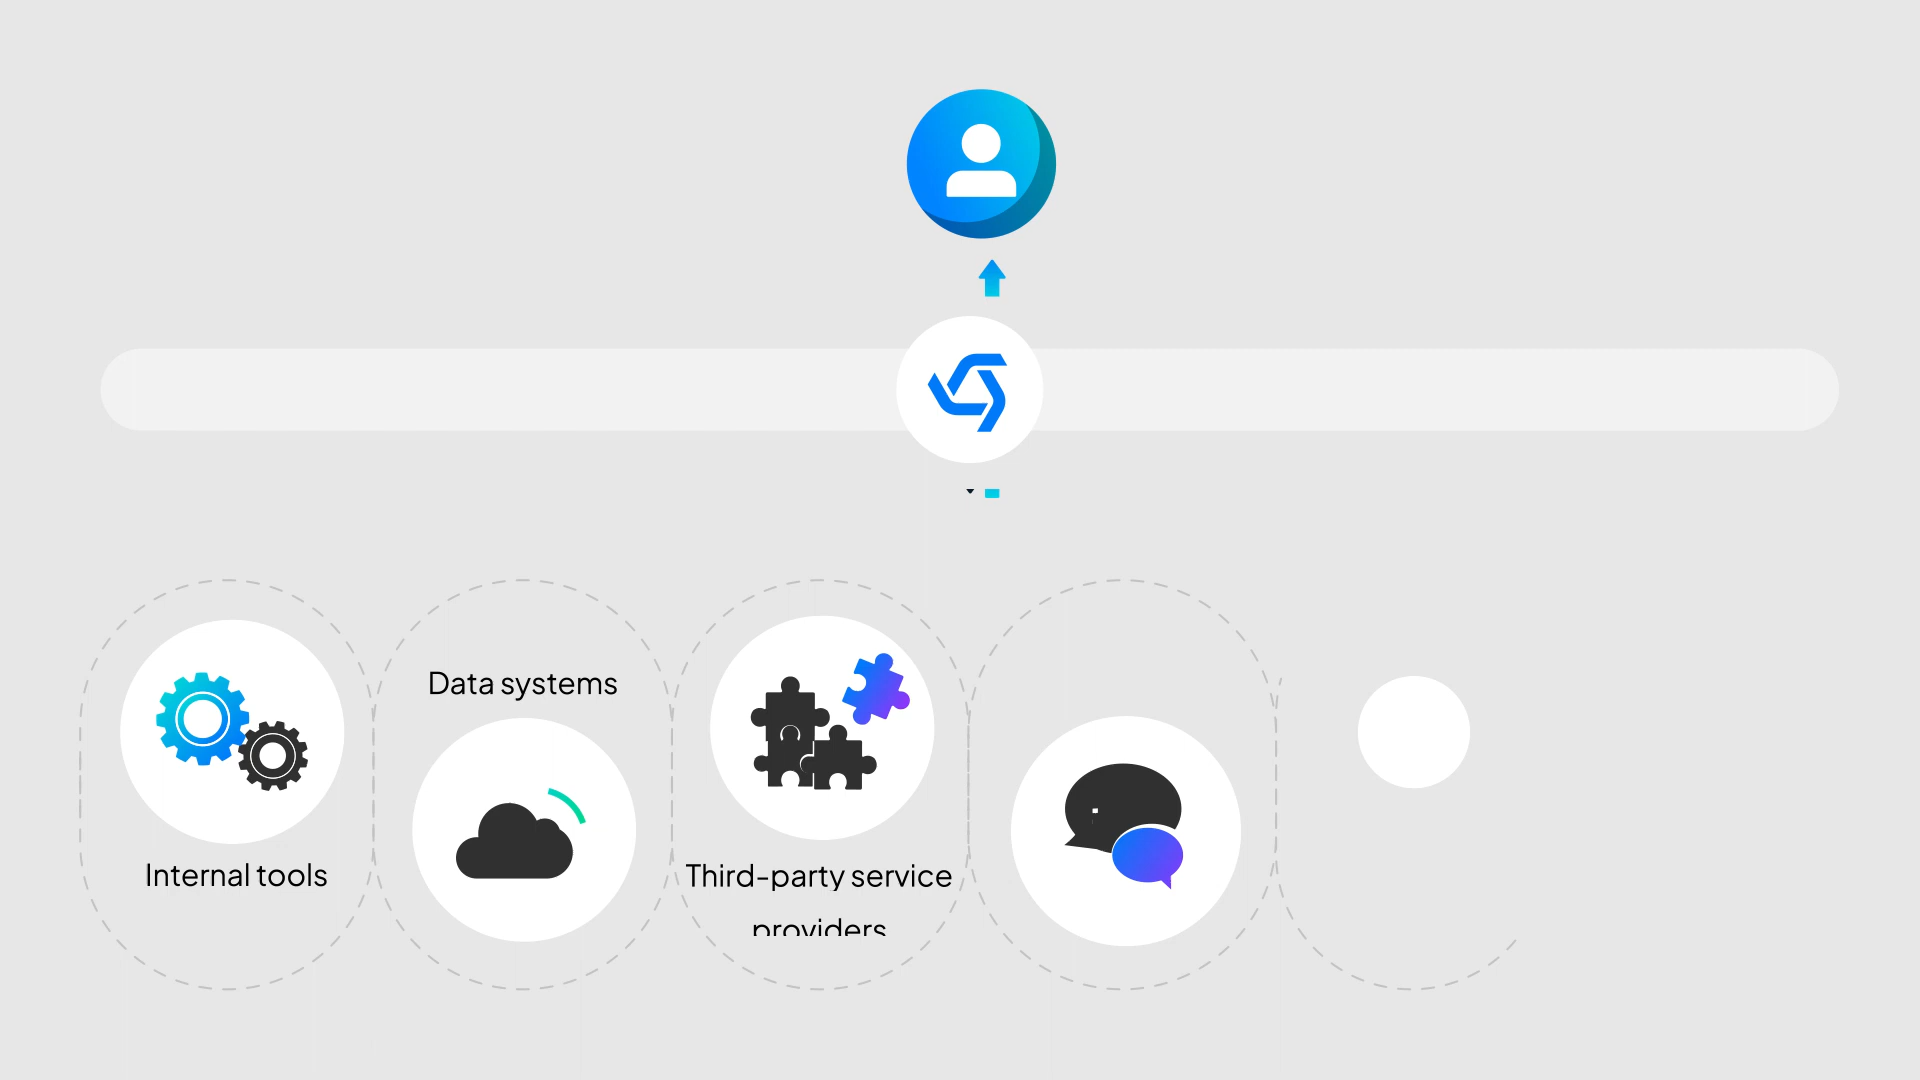 Data systems
Internal tools
Third-party service
providers